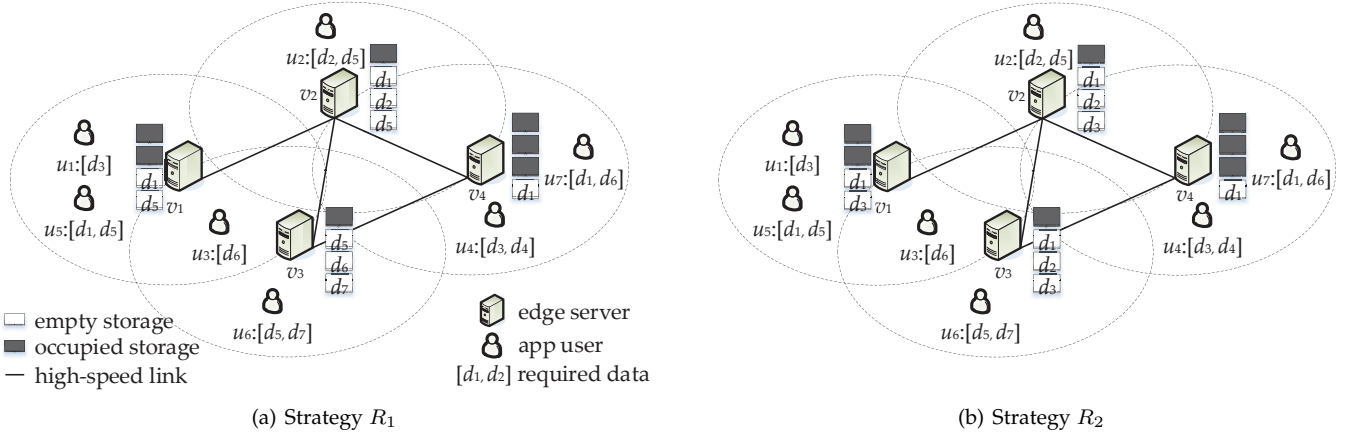 u2:[d2, d5]
v2
d1
d2
d5
u1:[d3]
d1
d5
v1
u5:[d1, d5]
u3:[d6]
v3
d5
d6
d7
v4
d1
u7:[d1, d6]
u4:[d3, d4]
u6:[d5, d7]
empty storage
occupied storage
high-speed link
edge server
app user
[d1, d2] required data
(a) Strategy R1
u2:[d2, d5]
v2
d1
d2
d3
u1:[d3]
d1
d3
v1
u5:[d1, d5]
u3:[d6]
v3
d1
d2
d3
v4
d1
u7:[d1, d6]
u4:[d3, d4]
u6:[d5, d7]
(b) Strategy R2